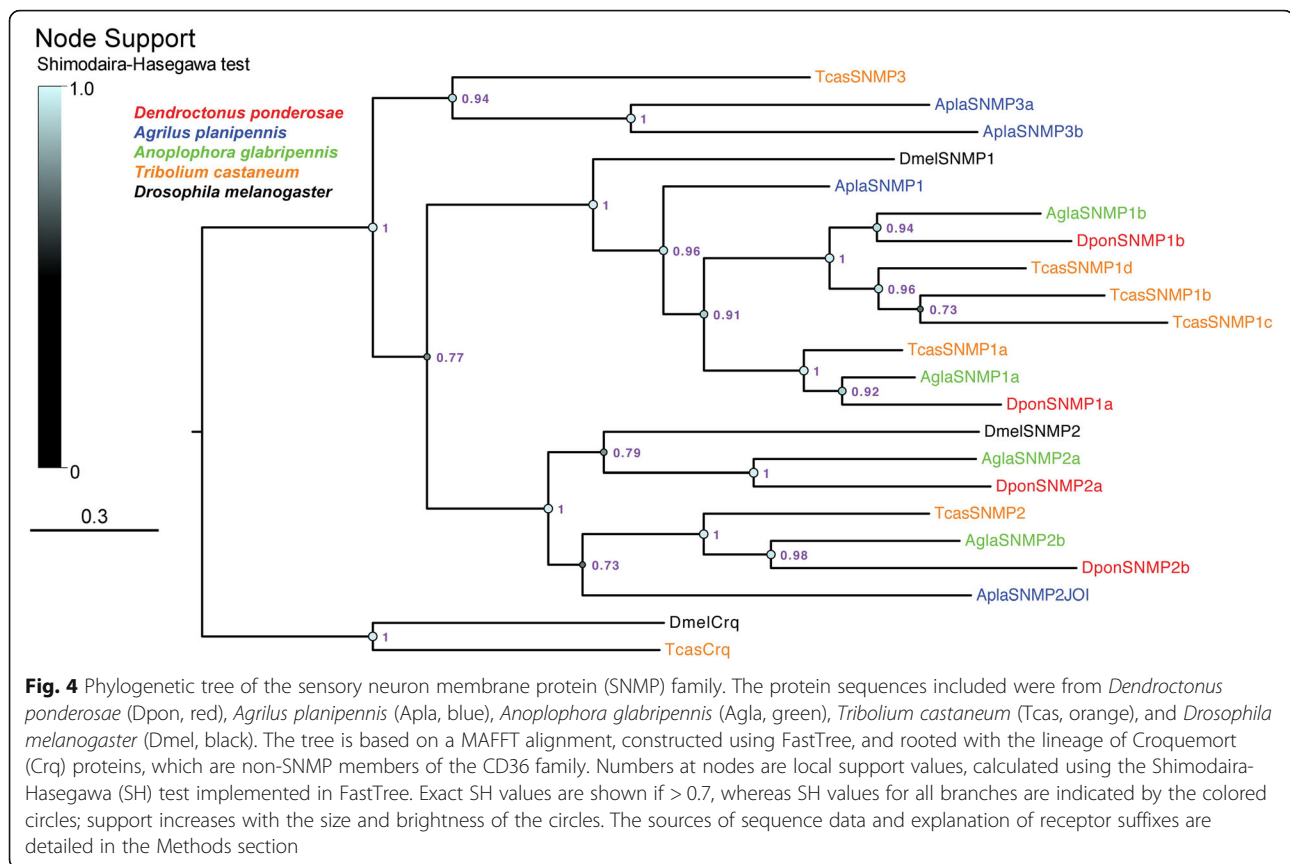 Node Support
Shimodaira-Hasegawa test
1.0
0
Dendroctonus ponderosae
Agrilus planipennis
Anoplophora glabripennis
Tribolium castaneum
Drosophila melanogaster
0.3
TcasSNMP3
0.94
AplaSNMP3a
1
AplaSNMP3b
DmelSNMP1
1
AplaSNMP1
1
AglaSNMP1b
0.94
DponSNMP1b
0.96
1
TcasSNMP1d
0.96
TcasSNMP1b
0.73
TcasSNMP1c
0.91
TcasSNMP1a
0.77
1
AglaSNMP1a
0.92
DponSNMP1a
DmelSNMP2
0.79
AglaSNMP2a
1
DponSNMP2a
1
TcasSNMP2
1
AglaSNMP2b
0.98
0.73
DponSNMP2b
AplaSNMP2JOI
DmelCrq
1
TcasCrq
Fig. 4 Phylogenetic tree of the sensory neuron membrane protein (SNMP) family. The protein sequences included were from Dendroctonus
ponderosae (Dpon, red), Agrilus planipennis (Apla, blue), Anoplophora glabripennis (Agla, green), Tribolium castaneum (Tcas, orange), and Drosophila
melanogaster (Dmel, black). The tree is based on a MAFFT alignment, constructed using FastTree, and rooted with the lineage of Croquemort
(Crq) proteins, which are non-SNMP members of the CD36 family. Numbers at nodes are local support values, calculated using the Shimodaira-
Hasegawa (SH) test implemented in FastTree. Exact SH values are shown if > 0.7, whereas SH values for all branches are indicated by the colored
circles; support increases with the size and brightness of the circles. The sources of sequence data and explanation of receptor suffixes are
detailed in the Methods section